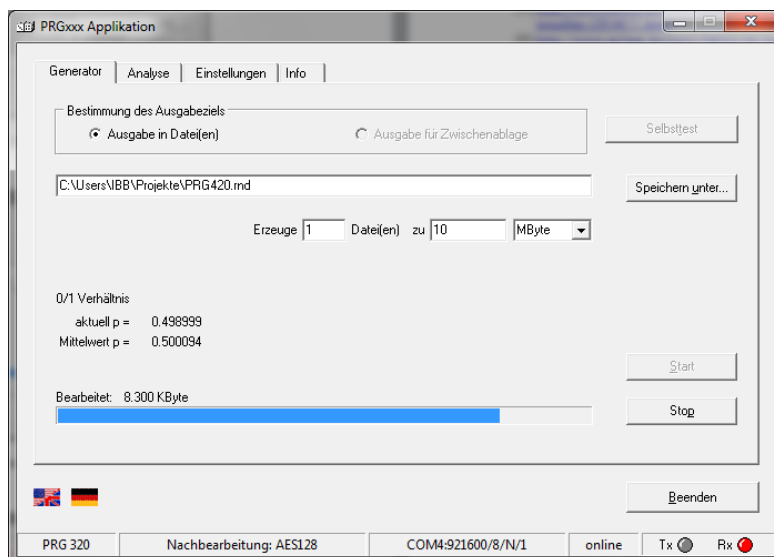 PRGxxx Applikation
Generator Analyse Einstellungen Info
Bestimmung des Ausgabeziels
Ausgabe in Datei(en) Ausgabe für Zwischenablage Selbsttest
C:\Users\IBB\Projekte\PRG420.rnd Speichern unter...
Erzeuge 1 Datei(en) zu 10 MByte
0/1 Verhältnis
aktuell p = 0.498999
Mittelwert p = 0.500094
Start
Bearbeitet: 8.300 KByte
Stop
Beenden
PRG 320 Nachbearbeitung: AES128 COM4:921600/8/N/1 online Tx Rx